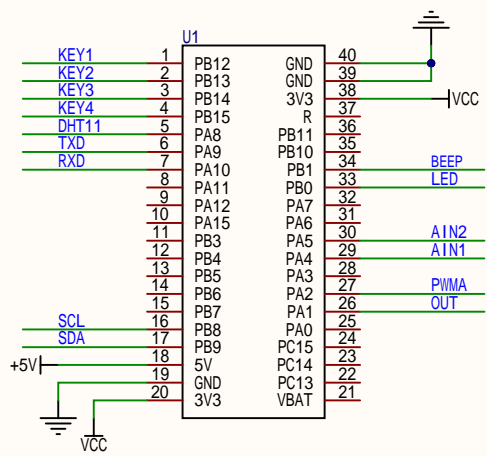 U1
KEY1 1 PB12 GND 40
KEY2 2 PB13 GND 39
KEY3 3 PB14 3V3 38 VCC
KEY4 4 PB15 R 37
DHT11 5 PA8 PB11 36
TXD 6 PA9 PB10 35
RXD 7 PA10 PB1 34 BEEP
8 PA11 PB0 33 LED
9 PA12 PA7 32
10 PA15 PA6 31
11 PB3 PA5 30 AIN2
12 PB4 PA4 29 AIN1
13 PB5 PA3 28
14 PB6 PA2 27 PWMA
15 PB7 PA1 26 OUT
SCL 16 PB8 PA0 25
SDA 17 PB9 PC15 24
+5V 18 5V PC14 23
19 GND PC13 22
20 3V3 VBAT 21
VCC